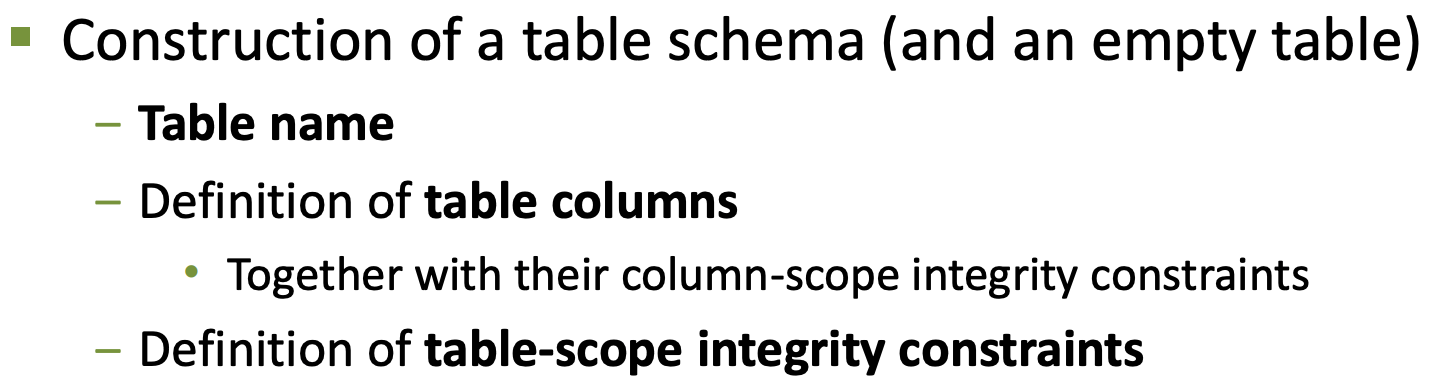 ▪ Construction of a table schema (and an empty table)
– Table name
– Definition of table columns
• Together with their column-scope integrity constraints
– Definition of table-scope integrity constraints